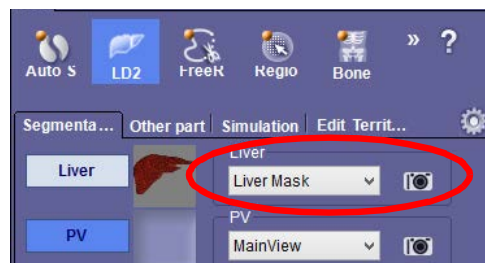 » ?
Auto S LD2 FreeR Regio Bone
Segmenta... Other part Simulation Edit Territ...
Liver
Liver Liver Mask
PV
PV MainView